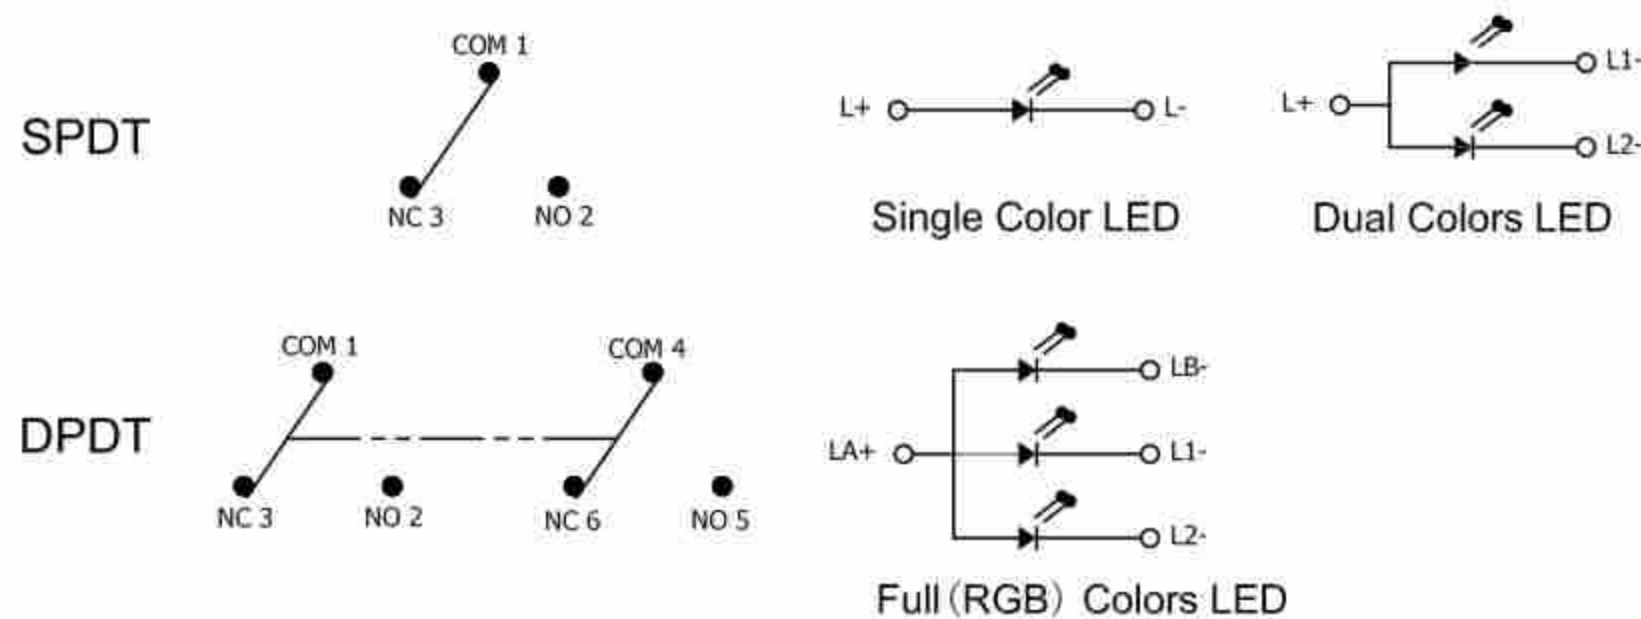 COM 1
SPDT
NC 3
NO 2
L+
L-
Single Color LED
L+
L1-
L2-
Dual Colors LED
COM 1
COM 4
DPDT
NC 3
NO 2
NC 6
NO 5
LB-
LA+
L1-
L2-
Full (RGB) Colors LED